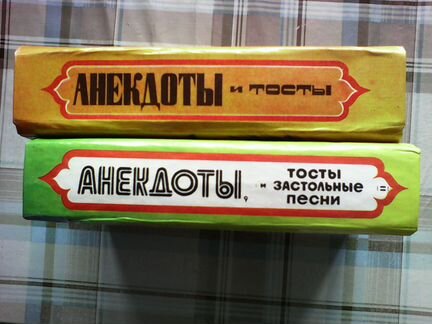 АНЕКДОТЫ и ТОСТЫ
АНЕКДОТЫ, и ТОСТЫ
ЗАСТОЛЬНЫЕ
ПЕСНИ